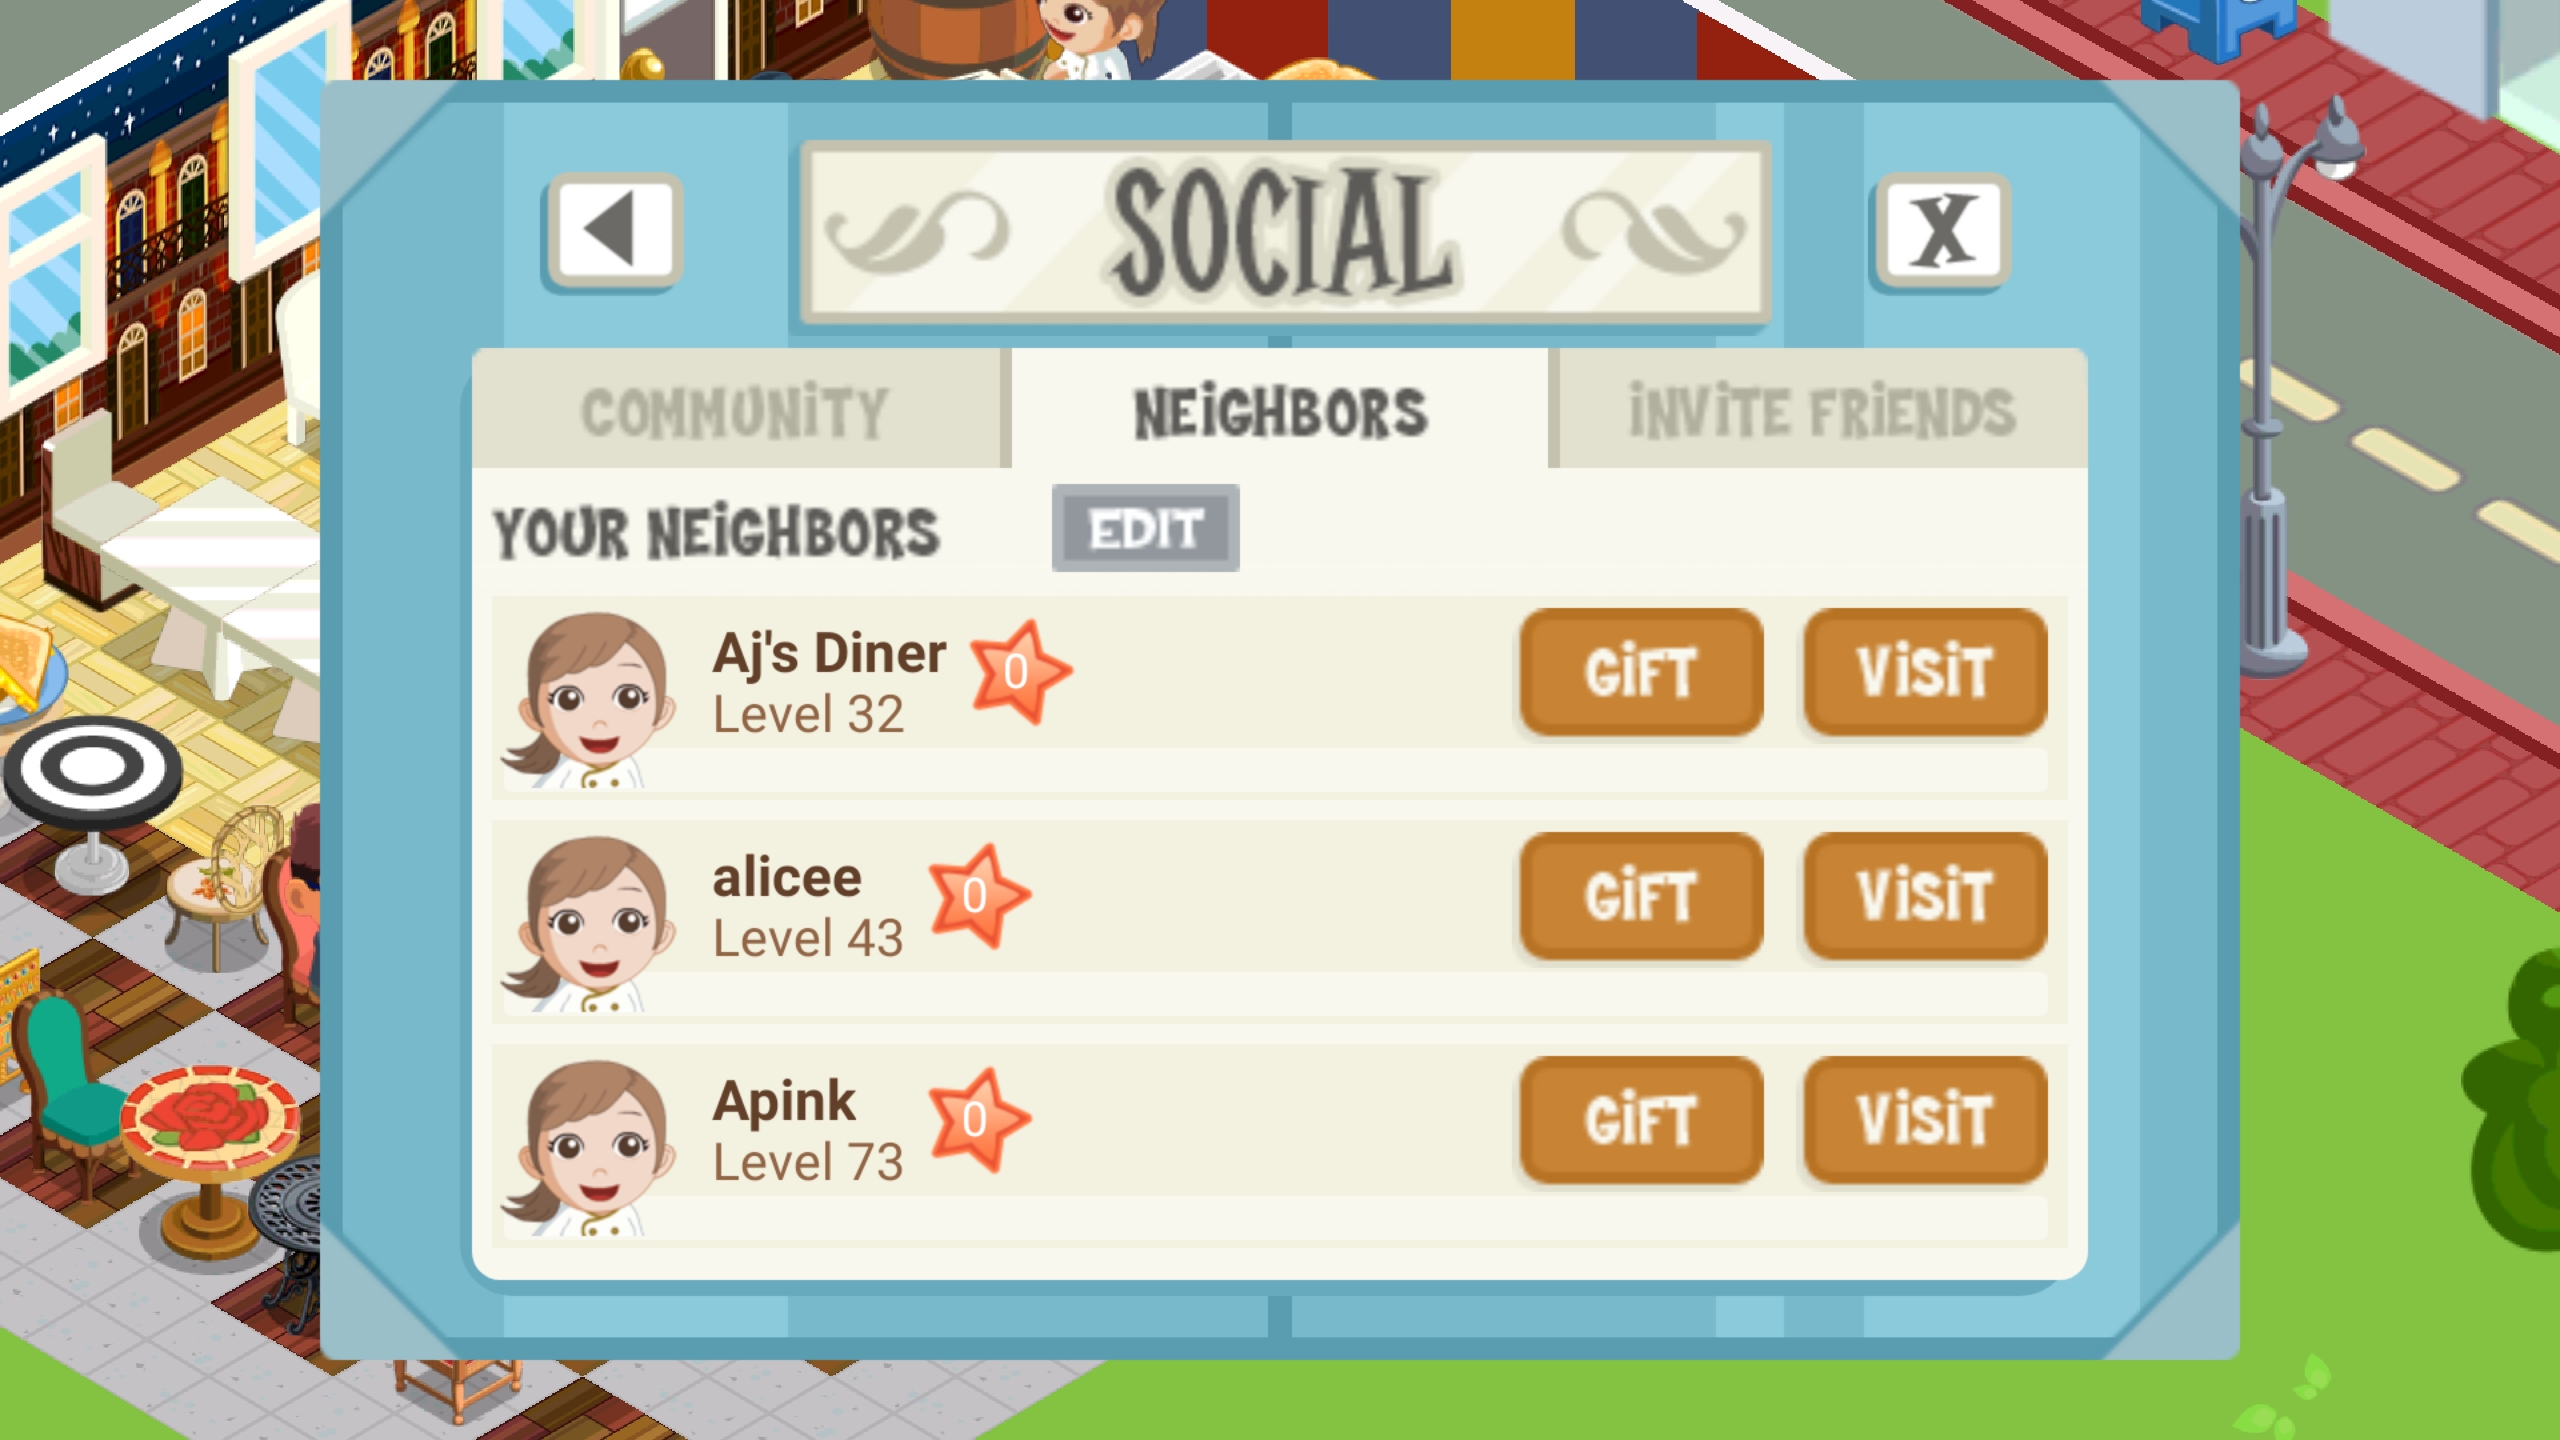 SOCIAL
X
COMMUNITY
NEIGHBORS
INVITE FRIENDS
YOUR NEIGHBORS
EDIT
Aj's Diner
0
Level 32
GIFT
VISIT
alicee
0
Level 43
GIFT
VISIT
Apink
0
Level 73
GIFT
VISIT